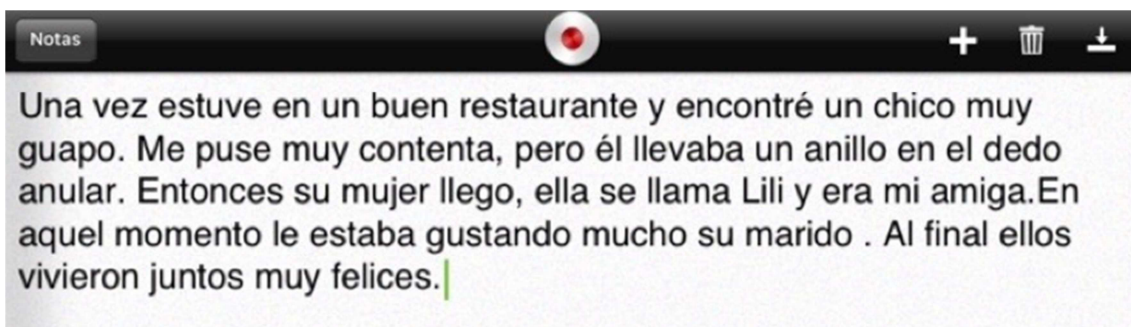 Notas
Una vez estuve en un buen restaurante y encontré un chico muy
guapo. Me puse muy contenta, pero él llevaba un anillo en el dedo
anular. Entonces su mujer llego, ella se llama Lili y era mi amiga.En
aquel momento le estaba gustando mucho su marido . Al final ellos
vivieron juntos muy felices.